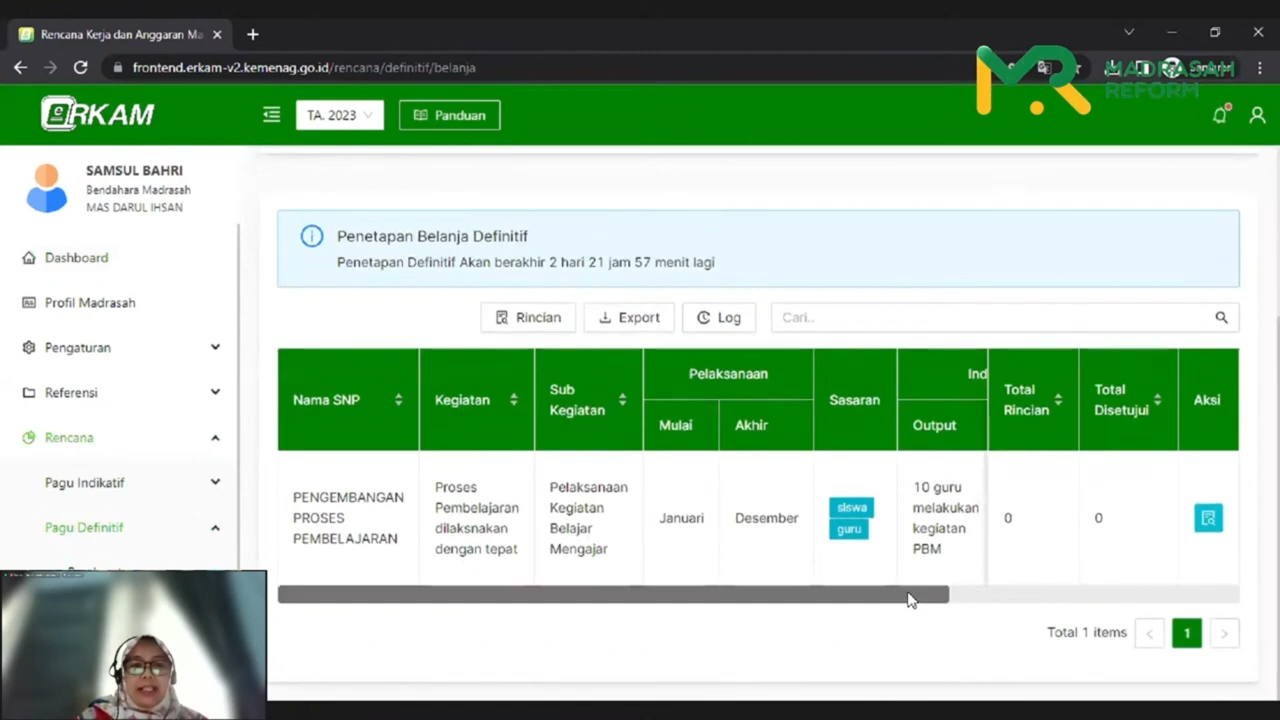 Rencana Kerja dan Anggaran Ma
frontend.erkam-v2.kemenag.go.id/rencana/definitif/belanja
MADRASAH
REFORM
eRKAM
TA. 2023
Panduan
SAMSUL BAHRI
Bendahara Madrasah
MAS DARUL IHSAN
Dashboard
Profil Madrasah
Pengaturan
Referensi
Rencana
Pagu Indikatif
Pagu Definitif
Penetapan Belanja Definitif
Penetapan Definitif Akan berakhir 2 hari 21 jam 57 menit lagi
Rincian
Export
Log
Cari..
Nama SNP
Kegiatan
Sub
Kegiatan
Pelaksanaan
Mulai
Akhir
Sasaran
Ind
Output
Total
Rincian
Total
Disetujui
Aksi
PENGEMBANGAN
PROSES
PEMBELAJARAN
Proses
Pembelajaran
dilaksnakan
dengan tepat
Pelaksanaan
Kegiatan
Belajar
Mengajar
Januari
Desember
siswa
guru
10 guru
melakukan
kegiatan
PBM
0
0
Total 1 items
1